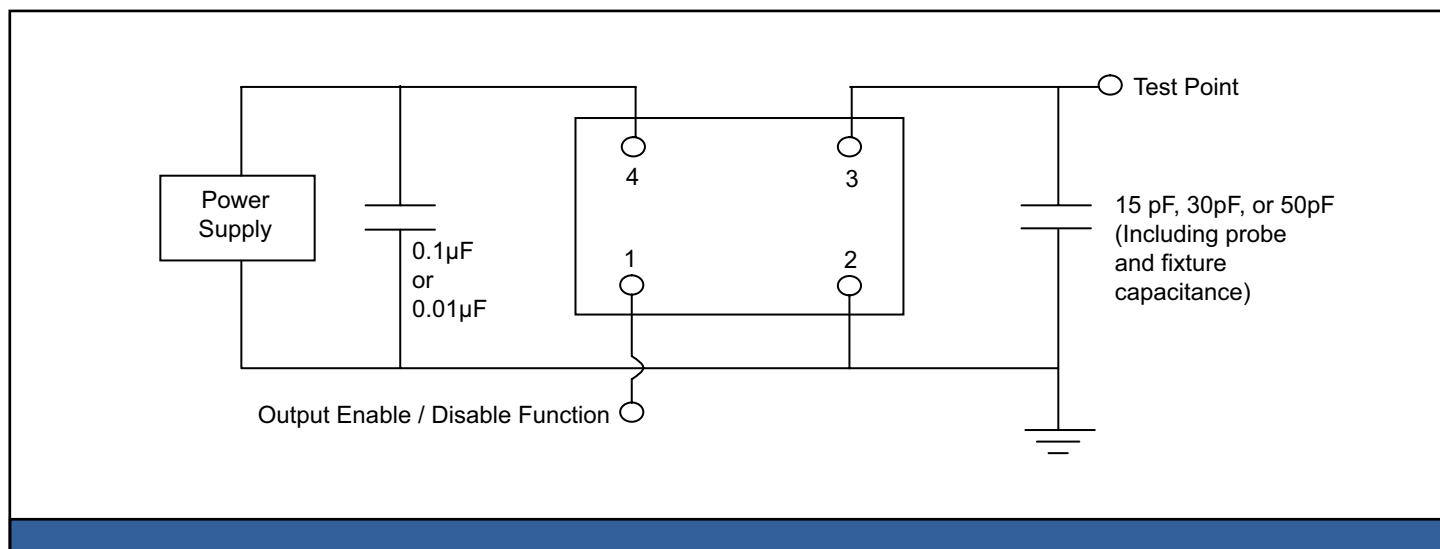 Test Point
Power
Supply
4
3
0.1µF
or
0.01µF
1
2
15 pF, 30pF, or 50pF
(Including probe
and fixture
capacitance)
Output Enable / Disable Function